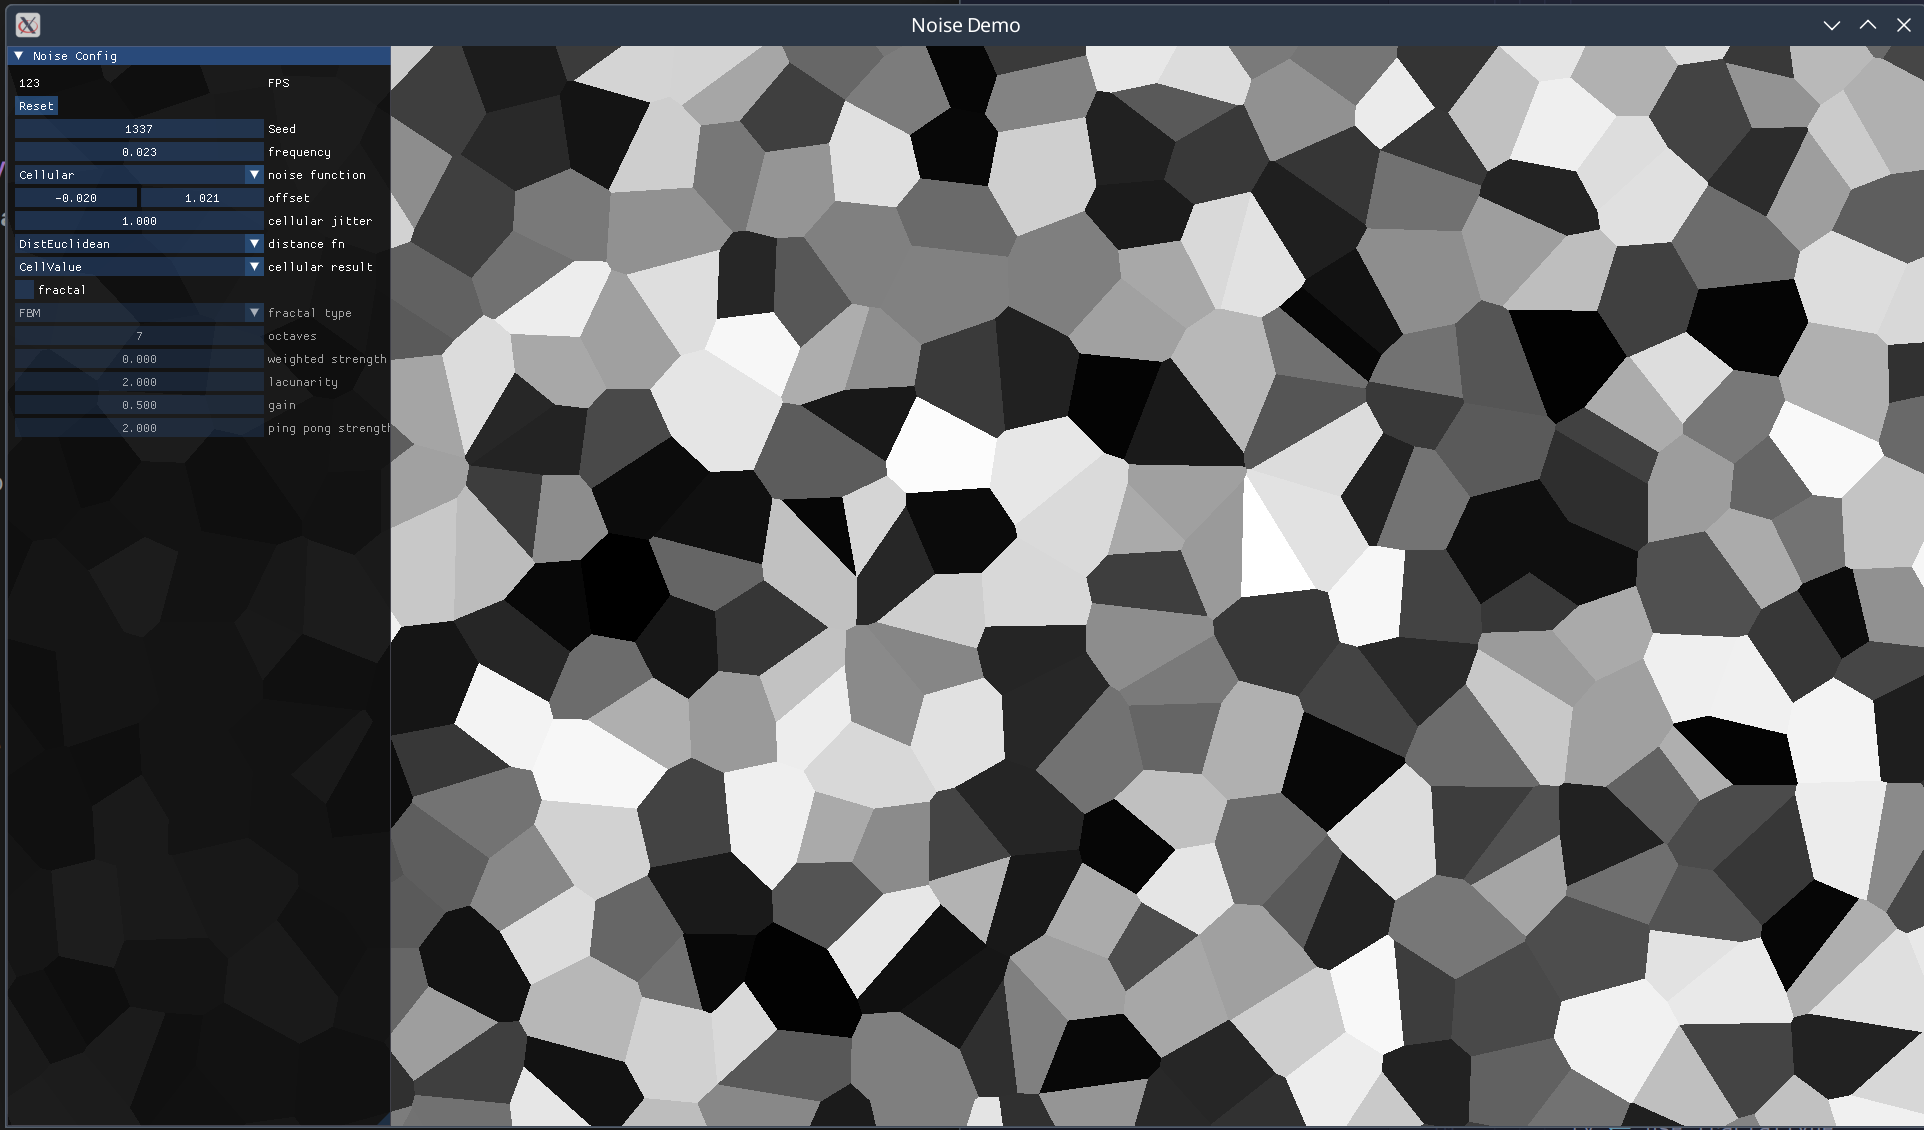 Noise Demo
Noise Config
123 FPS
Reset
1337 Seed
0.023 frequency
Cellular noise function
-0.020 1.021 offset
1.000 cellular jitter
DistEuclidean distance fn
CellValue cellular result
fractal
FBM fractal type
7 octaves
0.000 weighted strength
2.000 lacunarity
0.500 gain
2.000 ping pong strength